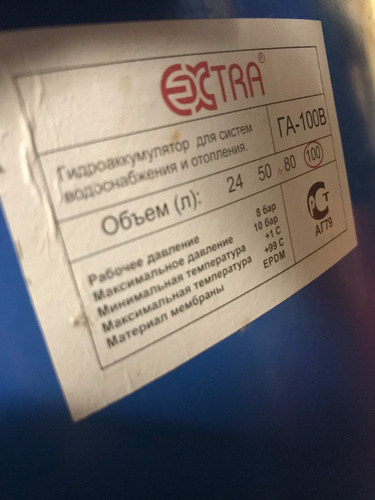 EXTRA®
Гидроаккумулятор для систем
водоснабжения и отопления.
ГА-100В
Объем (л): 24 50 80 100
Рабочее давление 8 бар
Максимальное давление 10 бар
Минимальная температура +1 С
Максимальная температура +99 С
Материал мембраны EPDM
РСТ
АГ79